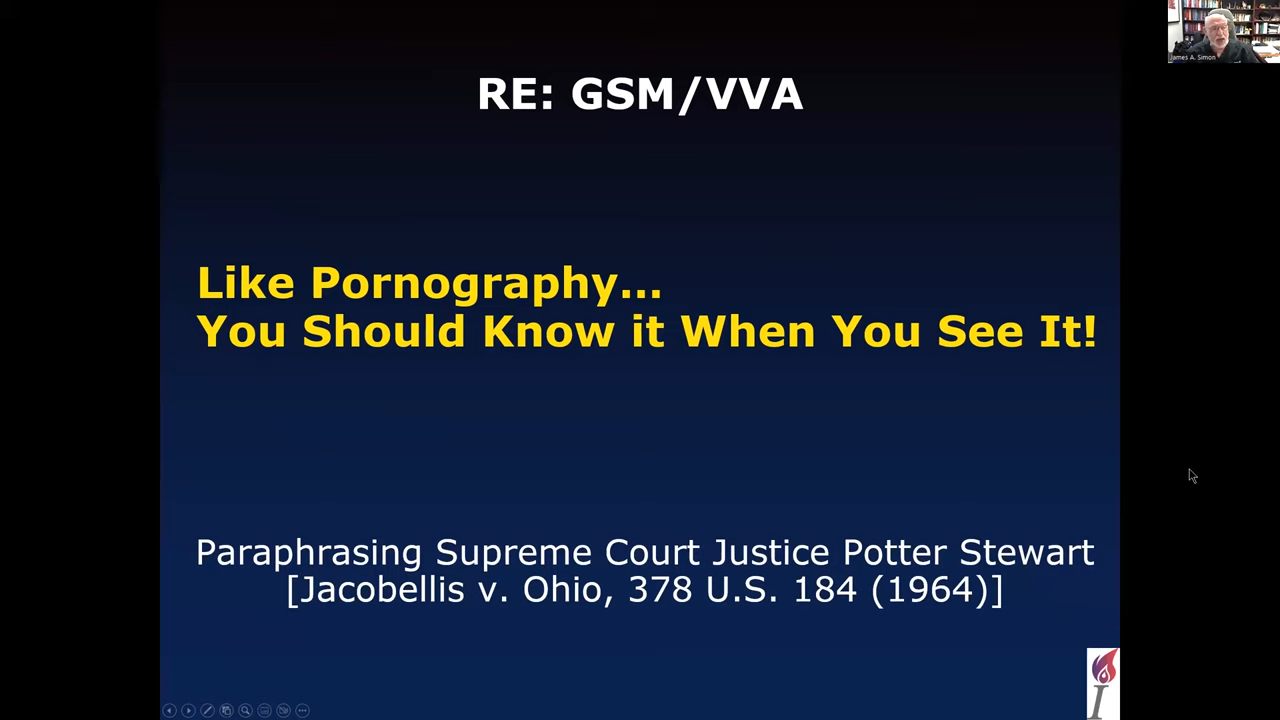 RE: GSM/VVA
James A. Simon
Like Pornography...
You Should Know it When You See It!
Paraphrasing Supreme Court Justice Potter Stewart
[Jacobellis v. Ohio, 378 U.S. 184 (1964)]
I